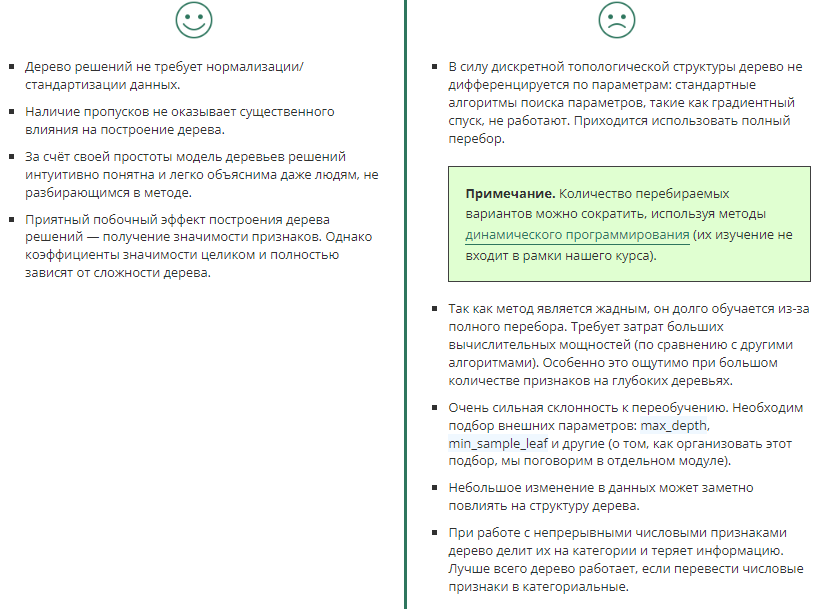 Дерево решений не требует нормализации/
стандартизации данных.
Наличие пропусков не оказывает существенного
влияния на построение дерева.
За счёт своей простоты модель деревьев решений
интуитивно понятна и легко объяснима даже людям, не
разбирающимся в методе.
Приятный побочный эффект построения дерева
решений — получение значимости признаков. Однако
коэффициенты значимости целиком и полностью
зависят от сложности дерева.
В силу дискретной топологической структуры дерево не
дифференцируется по параметрам: стандартные
алгоритмы поиска параметров, такие как градиентный
спуск, не работают. Приходится использовать полный
перебор.
Примечание. Количество перебираемых
вариантов можно сократить, используя методы
динамического программирования (их изучение не
входит в рамки нашего курса).
Так как метод является жадным, он долго обучается из-за
полного перебора. Требует затрат больших
вычислительных мощностей (по сравнению с другими
алгоритмами). Особенно это ощутимо при большом
количестве признаков на глубоких деревьях.
Очень сильная склонность к переобучению. Необходим
подбор внешних параметров: max_depth,
min_sample_leaf и другие (о том, как организовать этот
подбор, мы поговорим в отдельном модуле).
Небольшое изменение в данных может заметно
повлиять на структуру дерева.
При работе с непрерывными числовыми признаками
дерево делит их на категории и теряет информацию.
Лучше всего дерево работает, если перевести числовые
признаки в категориальные.